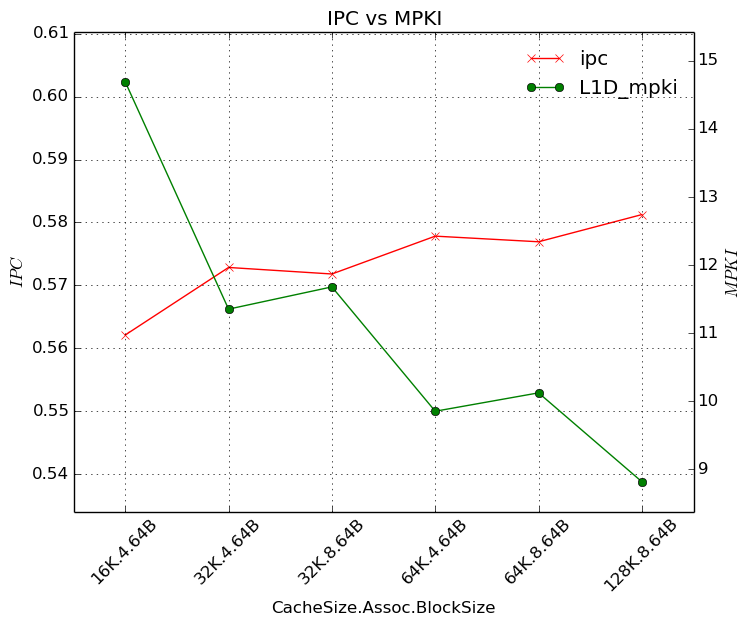 IPC vs MPKI
ipc
L1D_mpki
0.61
0.60
0.59
0.58
0.57
0.56
0.55
0.54
IPC
15
14
13
12
11
10
9
MPKI
16K.4.64B
32K.4.64B
32K.8.64B
64K.4.64B
64K.8.64B
128K.8.64B
CacheSize.Assoc.BlockSize